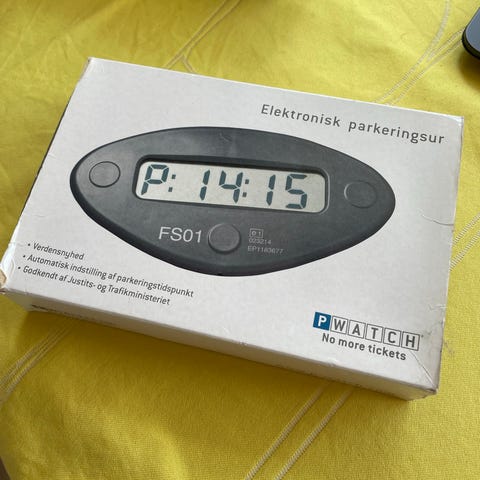 Elektronisk parkeringsur
P: 14:15
FS01
e1
023214
EP1183677
• Verdensnyhed
• Automatisk indstilling af parkeringstidspunkt
• Godkendt af Justits- og Trafikministeriet
PWATCH
No more tickets